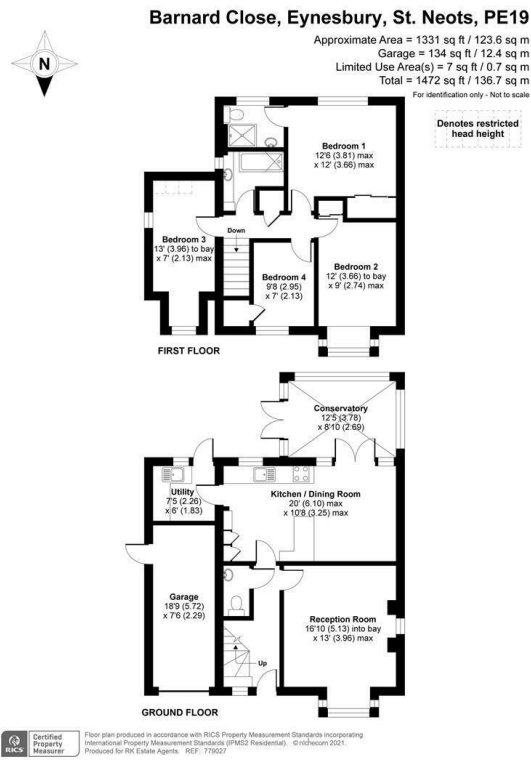 Barnard Close, Eynesbury, St. Neots, PE19
Approximate Area = 1331 sq ft / 123.6 sq m
Garage = 134 sq ft / 12.4 sq m
Limited Use Area(s) = 7 sq ft / 0.7 sq m
Total = 1472 sq ft / 136.7 sq m
For identification only - Not to scale
N
Denotes restricted
head height
Bedroom 1
12'6 (3.81) max
x 12' (3.66) max
Bedroom 3
13' (3.96) to bay
x 7' (2.13) max
Down
Bedroom 4
9'8 (2.95)
x 7' (2.13)
Bedroom 2
12' (3.66) to bay
x 9' (2.74) max
FIRST FLOOR
Conservatory
12'5 (3.78)
x 8'10 (2.69)
Utility
7'5 (2.26)
x 6' (1.83)
Kitchen / Dining Room
20' (6.10) max
x 10'8 (3.25) max
Garage
18'9 (5.72)
x 7'6 (2.29)
Reception Room
16'10 (5.13) into bay
x 13' (3.96) max
Up
GROUND FLOOR
RICS
Certified
Property
Measurer
Floor plan produced in accordance with RICS Property Measurement Standards incorporating
International Property Measurement Standards (IPMS2 Residential). © nichecom 2021.
Produced for RK Estate Agents. REF: 779027